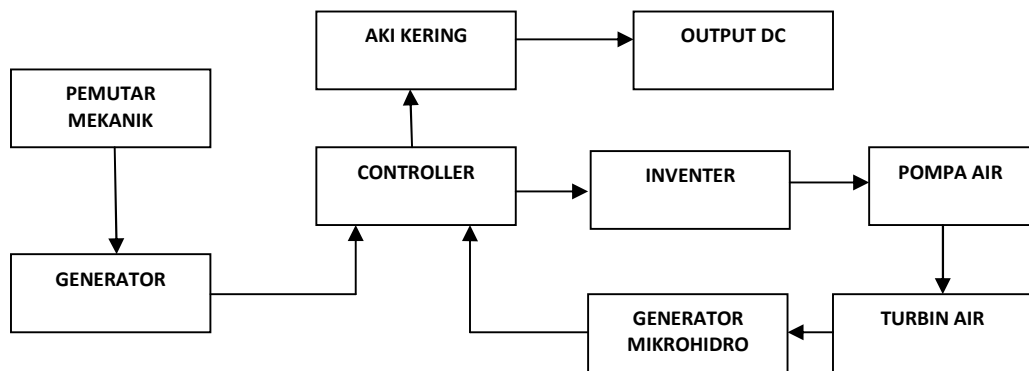 AKI KERING
OUTPUT DC
PEMUTAR
MEKANIK
CONTROLLER
INVENTER
POMPA AIR
GENERATOR
GENERATOR
MIKROHIDRO
TURBIN AIR